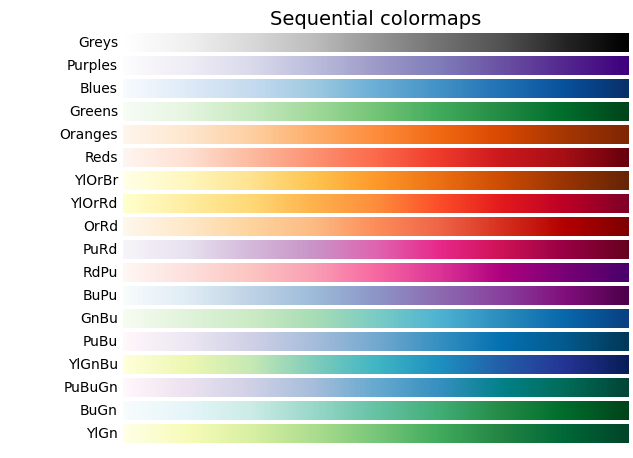 Sequential colormaps
Greys
Purples
Blues
Greens
Oranges
Reds
YlOrBr
YlOrRd
OrRd
PuRd
RdPu
BuPu
GnBu
PuBu
YlGnBu
PuBuGn
BuGn
YlGn